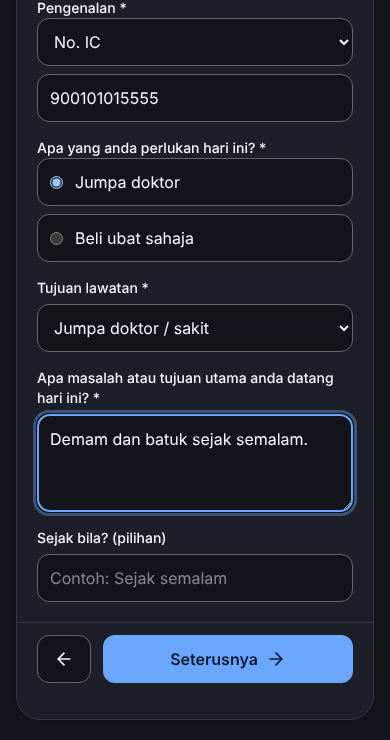 Pengenalan *
No. IC
900101015555
Apa yang anda perlukan hari ini? *
Jumpa doktor
Beli ubat sahaja
Tujuan lawatan *
Jumpa doktor / sakit
Apa masalah atau tujuan utama anda datang
hari ini? *
Demam dan batuk sejak semalam.
Sejak bila? (pilihan)
Contoh: Sejak semalam
Seterusnya →